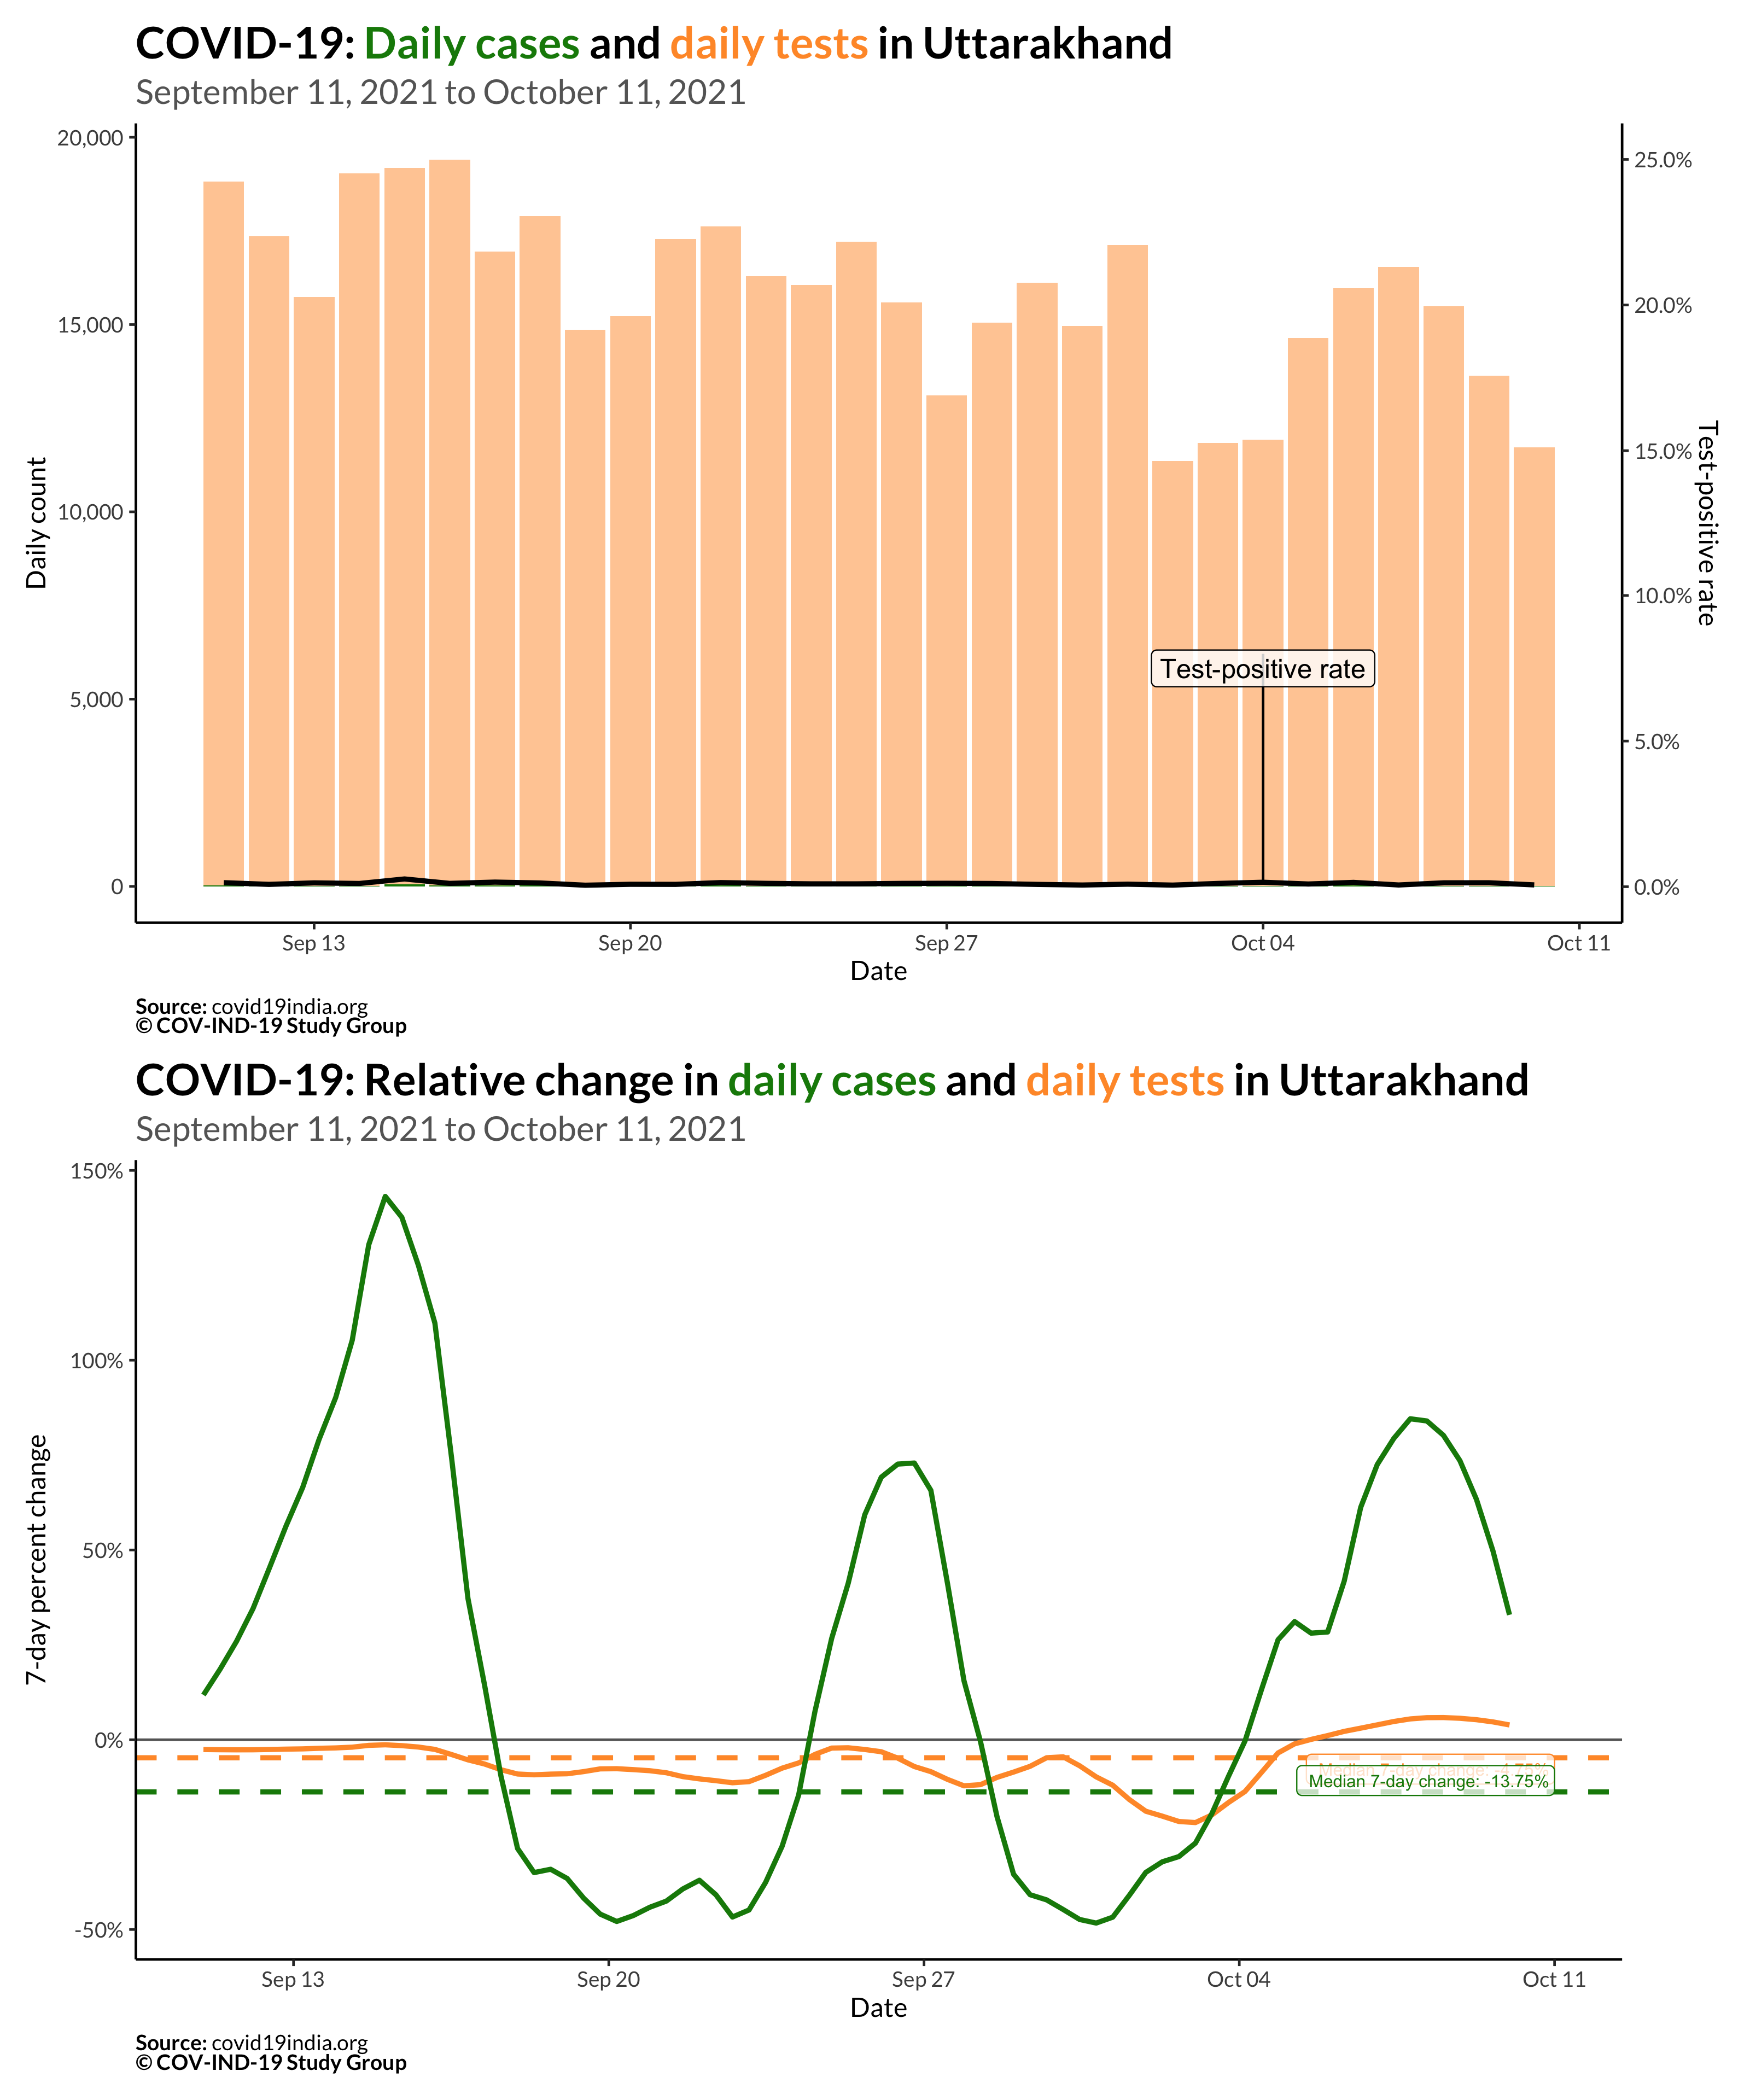 COVID-19: Daily cases and daily tests in Uttarakhand
September 11, 2021 to October 11, 2021
20,000
15,000
10,000
5,000
0
Daily count
25.0%
20.0%
15.0%
10.0%
5.0%
0.0%
Test-positive rate
Test-positive rate
Sep 13
Sep 20
Sep 27
Oct 04
Oct 11
Date
Source: covid19india.org
© COV-IND-19 Study Group
COVID-19: Relative change in daily cases and daily tests in Uttarakhand
September 11, 2021 to October 11, 2021
150%
100%
50%
0%
-50%
7-day percent change
Median 7-day change: -4.75%
Median 7-day change: -13.75%
Sep 13
Sep 20
Sep 27
Oct 04
Oct 11
Date
Source: covid19india.org
© COV-IND-19 Study Group